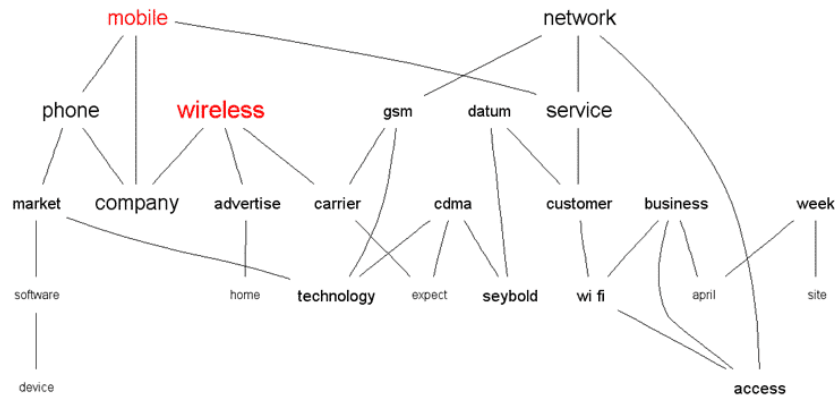 mobile network
phone wireless gsm datum service
market company advertise carrier cdma customer business week
software home technology expect seybold wi fi april site
device access